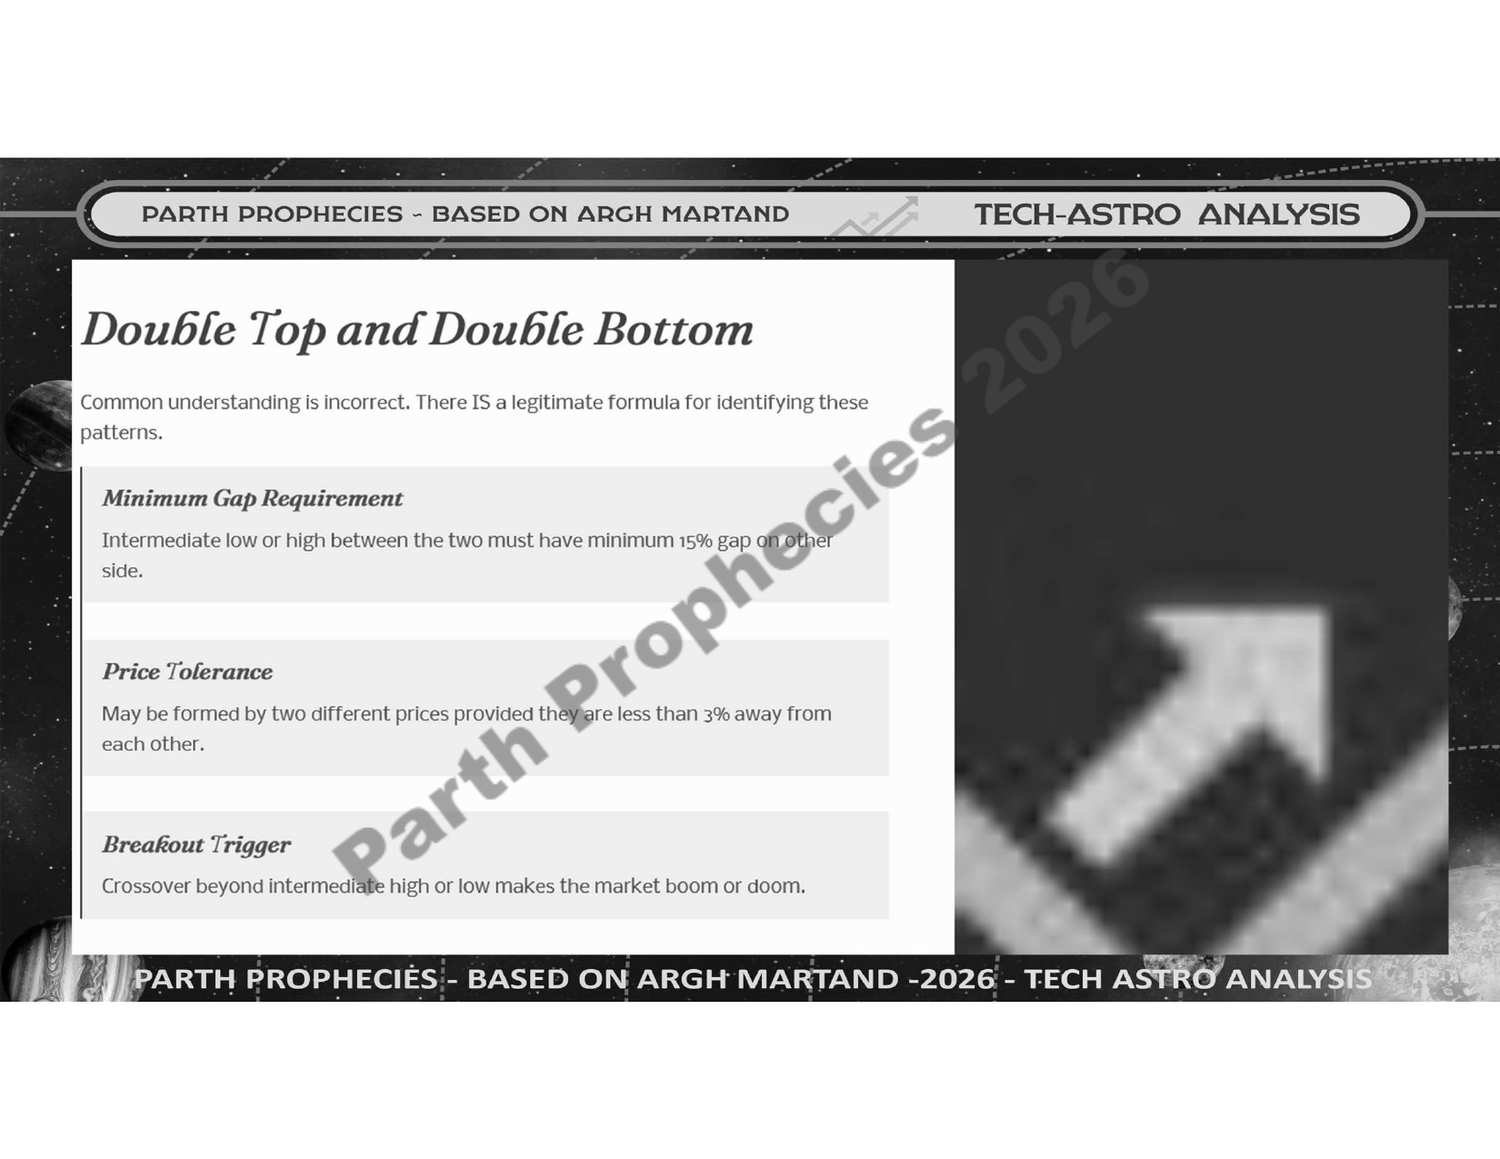 PARTH PROPHECIES ~ BASED ON ARGH MARTAND
TECH-ASTRO ANALYSIS
Double Top and Double Bottom
Common understanding is incorrect. There IS a legitimate formula for identifying these
patterns.
Minimum Gap Requirement
Intermediate low or high between the two must have minimum 15% gap on other
side.
Price Tolerance
May be formed by two different prices provided they are less than 3% away from
each other.
Breakout Trigger
Crossover beyond intermediate high or low makes the market boom or doom.
Parth Prophecies 2026
PARTH PROPHECIES - BASED ON ARGH MARTAND -2026 - TECH ASTRO ANALYSIS